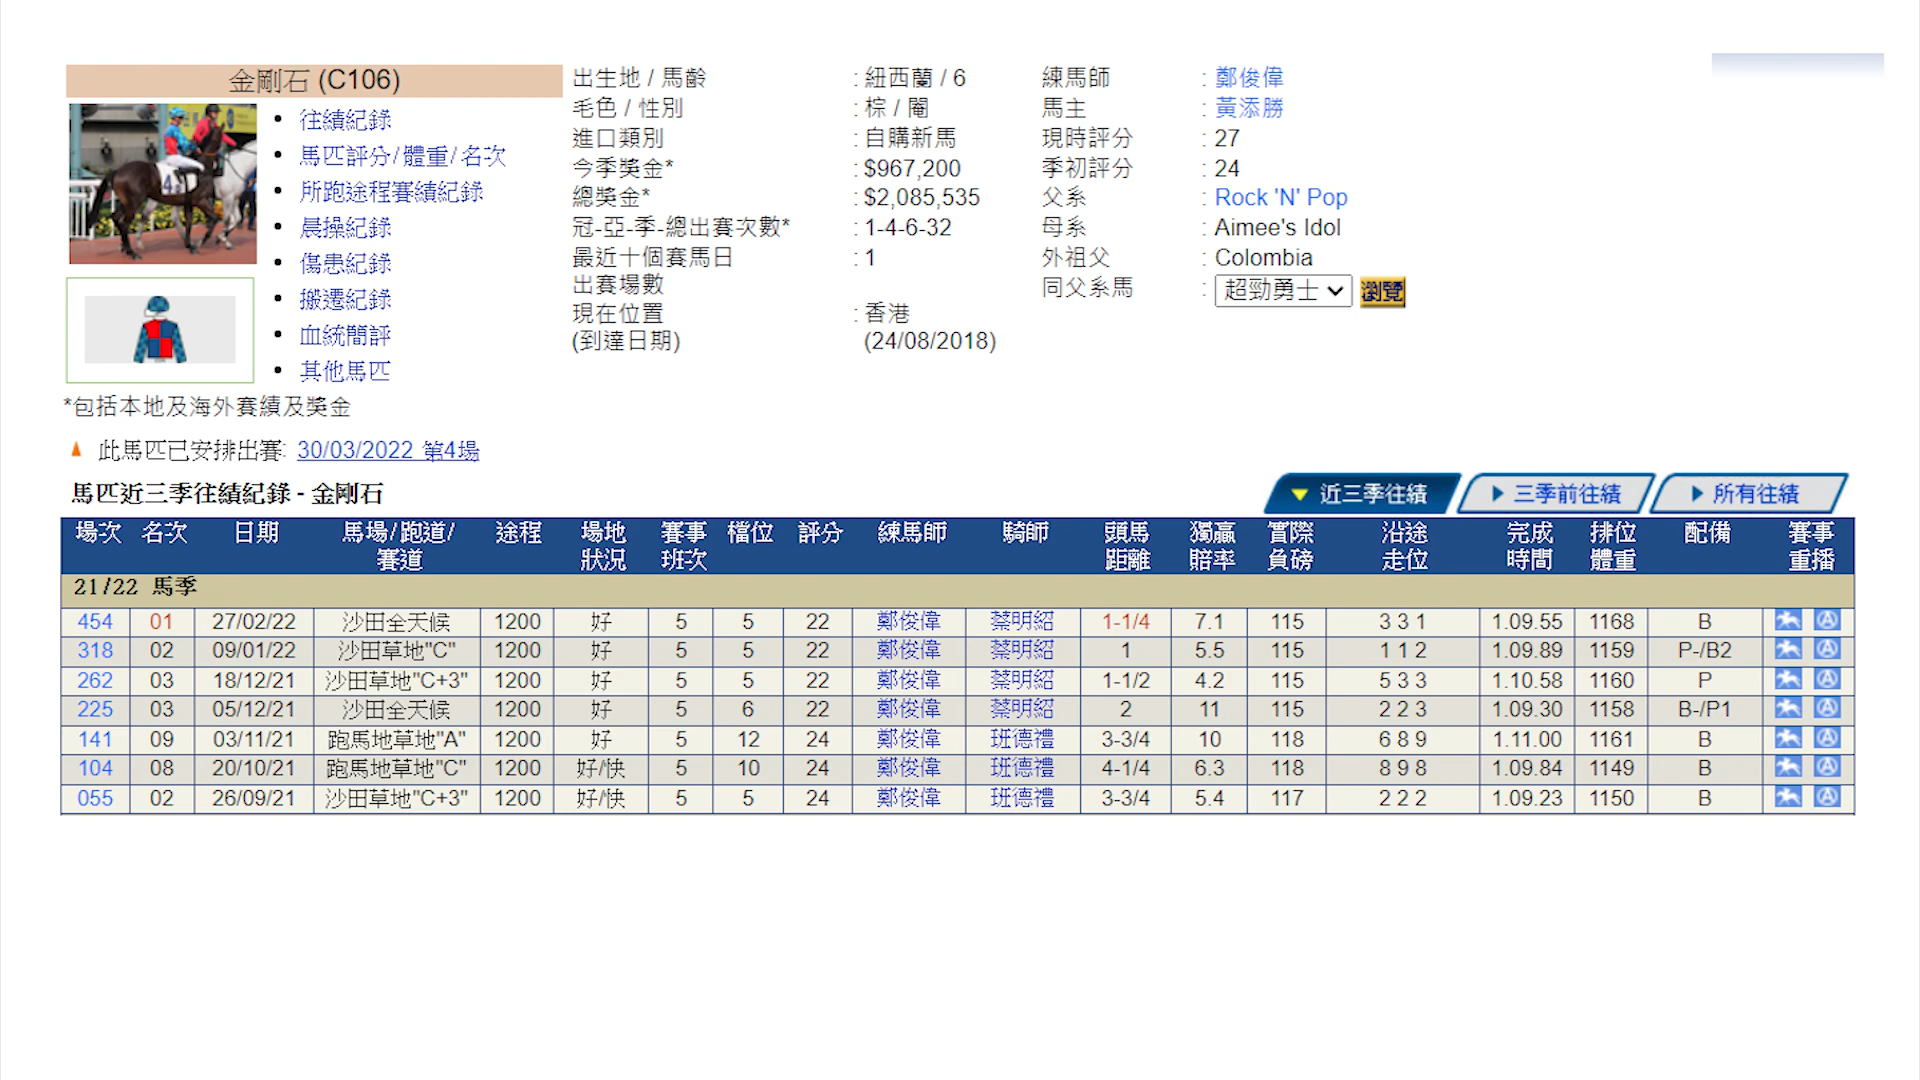 金剛石 (C106)
往績紀錄
馬匹評分/體重/名次
所跑途程賽績紀錄
晨操紀錄
傷患紀錄
搬遷紀錄
血統簡評
其他馬匹
出生地 / 馬齡 : 紐西蘭 / 6
毛色 / 性別 : 棕 / 閹
進口類別 : 自購新馬
今季獎金* : $967,200
總獎金* : $2,085,535
冠-亞-季-總出賽次數* : 1-4-6-32
最近十個賽馬日 : 1
出賽場數
現在位置 : 香港
(到達日期) (24/08/2018)
練馬師 : 鄭俊偉
馬主 : 黃添勝
現時評分 : 27
季初評分 : 24
父系 : Rock 'N' Pop
母系 : Aimee's Idol
外祖父 : Colombia
同父系馬 : 超勁勇士 瀏覽
*包括本地及海外賽績及獎金
此馬匹已安排出賽: 30/03/2022 第4場
馬匹近三季往績紀錄 - 金剛石
近三季往績 三季前往績 所有往績
場次 名次 日期 馬場/跑道/賽道 途程 場地狀況 賽事班次 檔位 評分 練馬師 騎師 頭馬距離 獨贏賠率 實際負磅 沿途走位 完成時間 排位體重 配備 賽事重播
21/22 馬季
454 01 27/02/22 沙田全天候 1200 好 5 5 22 鄭俊偉 蔡明紹 1-1/4 7.1 115 3 3 1 1.09.55 1168 B
318 02 09/01/22 沙田草地"C" 1200 好 5 5 22 鄭俊偉 蔡明紹 1 5.5 115 1 1 2 1.09.89 1159 P-/B2
262 03 18/12/21 沙田草地"C+3" 1200 好 5 5 22 鄭俊偉 蔡明紹 1-1/2 4.2 115 5 3 3 1.10.58 1160 P
225 03 05/12/21 沙田全天候 1200 好 5 6 22 鄭俊偉 蔡明紹 2 11 115 2 2 3 1.09.30 1158 B-/P1
141 09 03/11/21 跑馬地草地"A" 1200 好 5 12 24 鄭俊偉 班德禮 3-3/4 10 118 6 8 9 1.11.00 1161 B
104 08 20/10/21 跑馬地草地"C" 1200 好/快 5 10 24 鄭俊偉 班德禮 4-1/4 6.3 118 8 9 8 1.09.84 1149 B
055 02 26/09/21 沙田草地"C+3" 1200 好/快 5 5 24 鄭俊偉 班德禮 3-3/4 5.4 117 2 2 2 1.09.23 1150 B